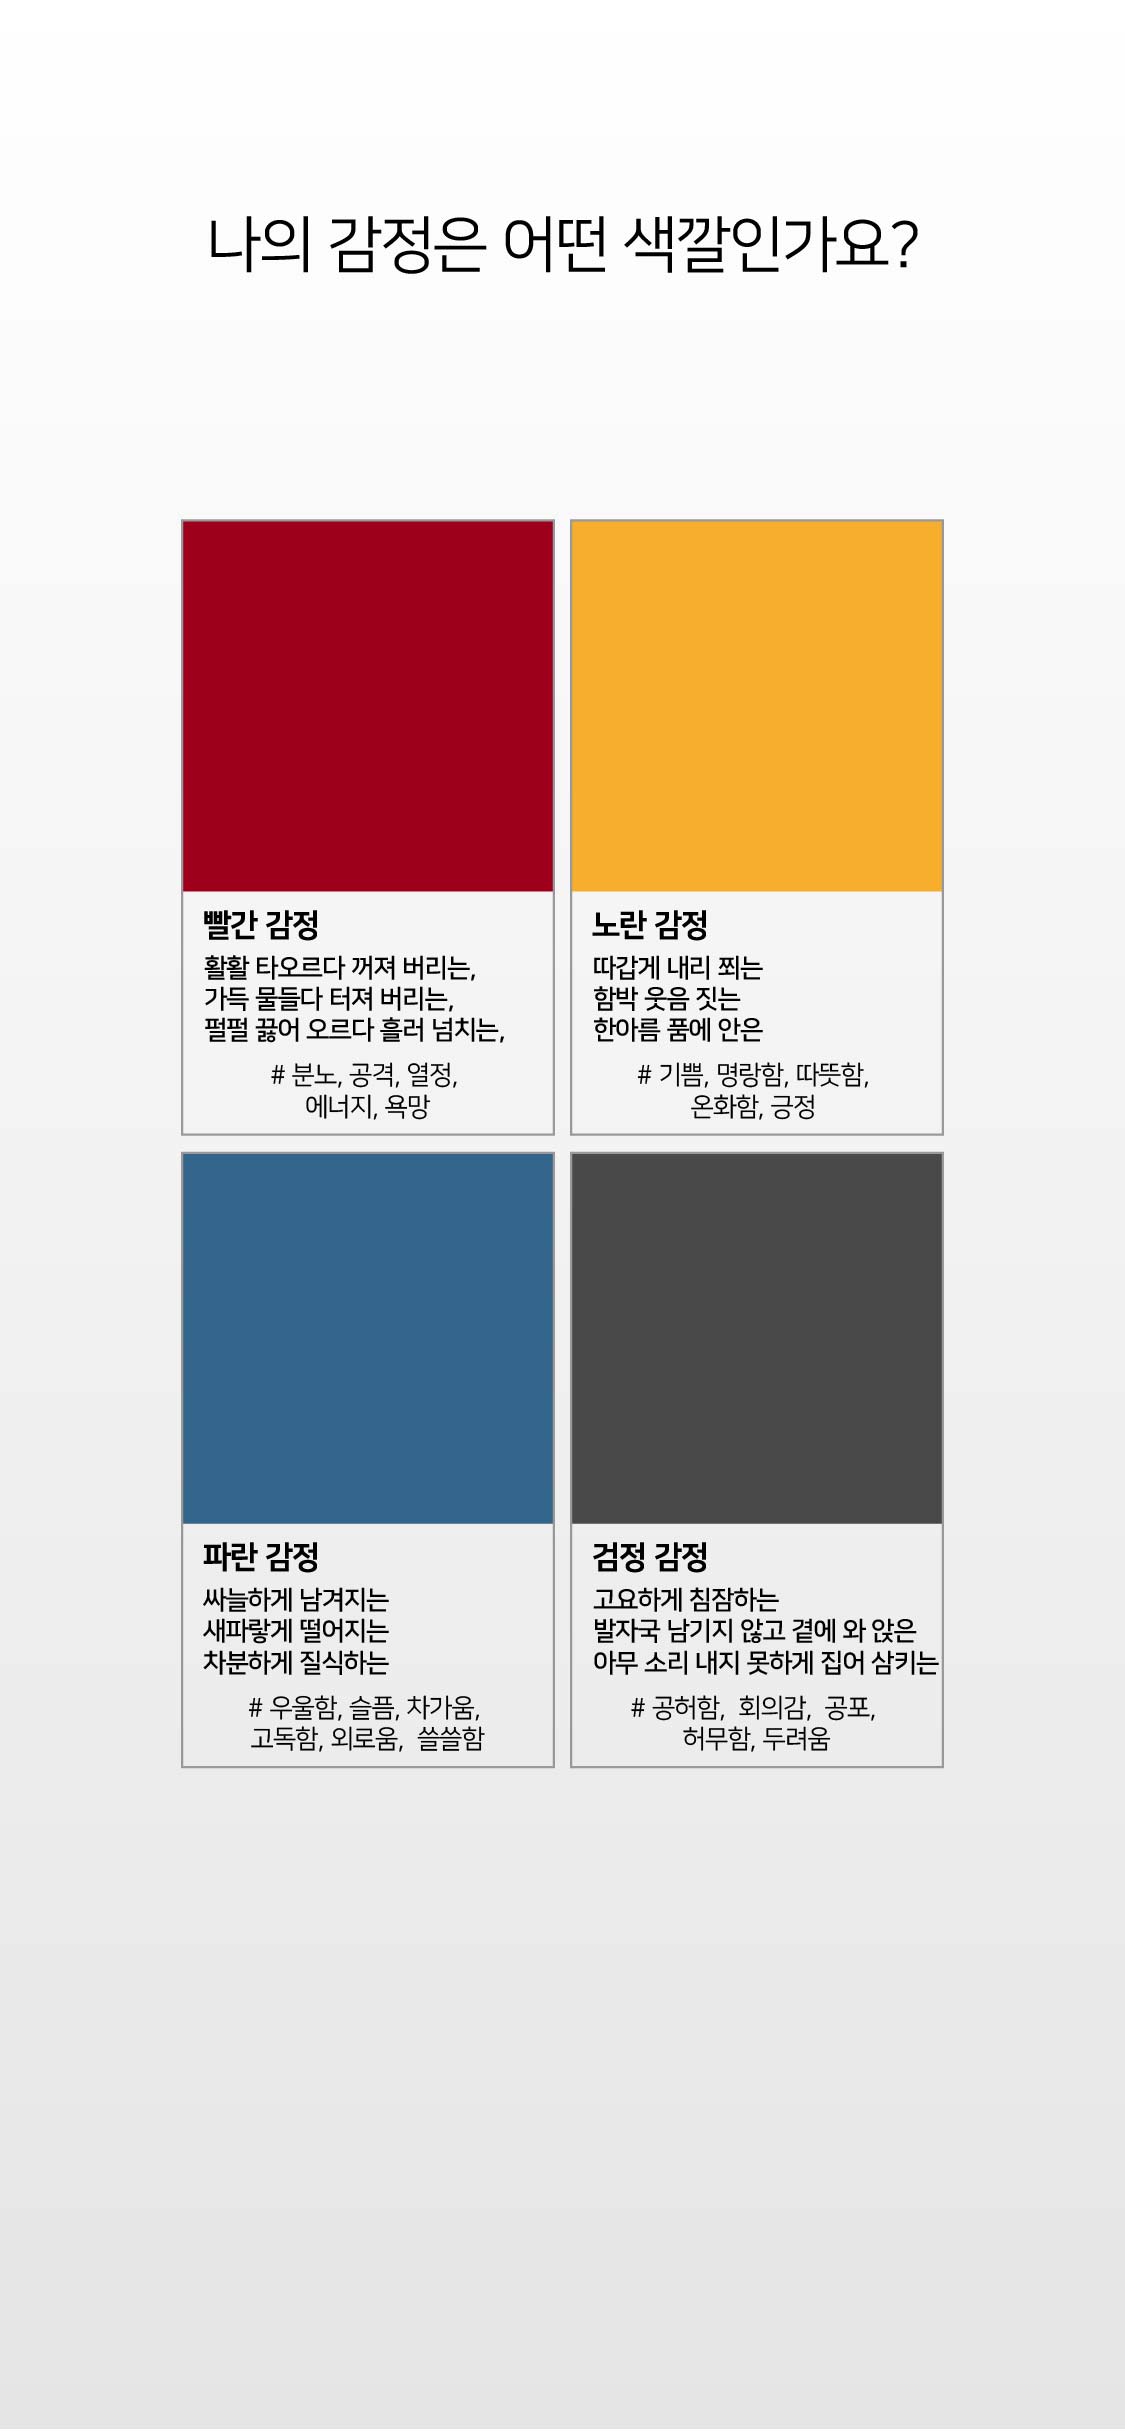 나의 감정은 어떤 색깔인가요?
빨간 감정
활활 타오르다 꺼져 버리는,
가득 물들다 터져 버리는,
펄펄 끓어 오르다 흘러 넘치는,
# 분노, 공격, 열정,
에너지, 욕망
노란 감정
따갑게 내리 쬐는
함박 웃음 짓는
한아름 품에 안은
# 기쁨, 명랑함, 따뜻함,
온화함, 긍정
파란 감정
싸늘하게 남겨지는
새파랗게 떨어지는
차분하게 질식하는
# 우울함, 슬픔, 차가움,
고독함, 외로움, 쓸쓸함
검정 감정
고요하게 침잠하는
발자국 남기지 않고 곁에 와 앉은
아무 소리 내지 못하게 집어 삼키는
# 공허함, 회의감, 공포,
허무함, 두려움